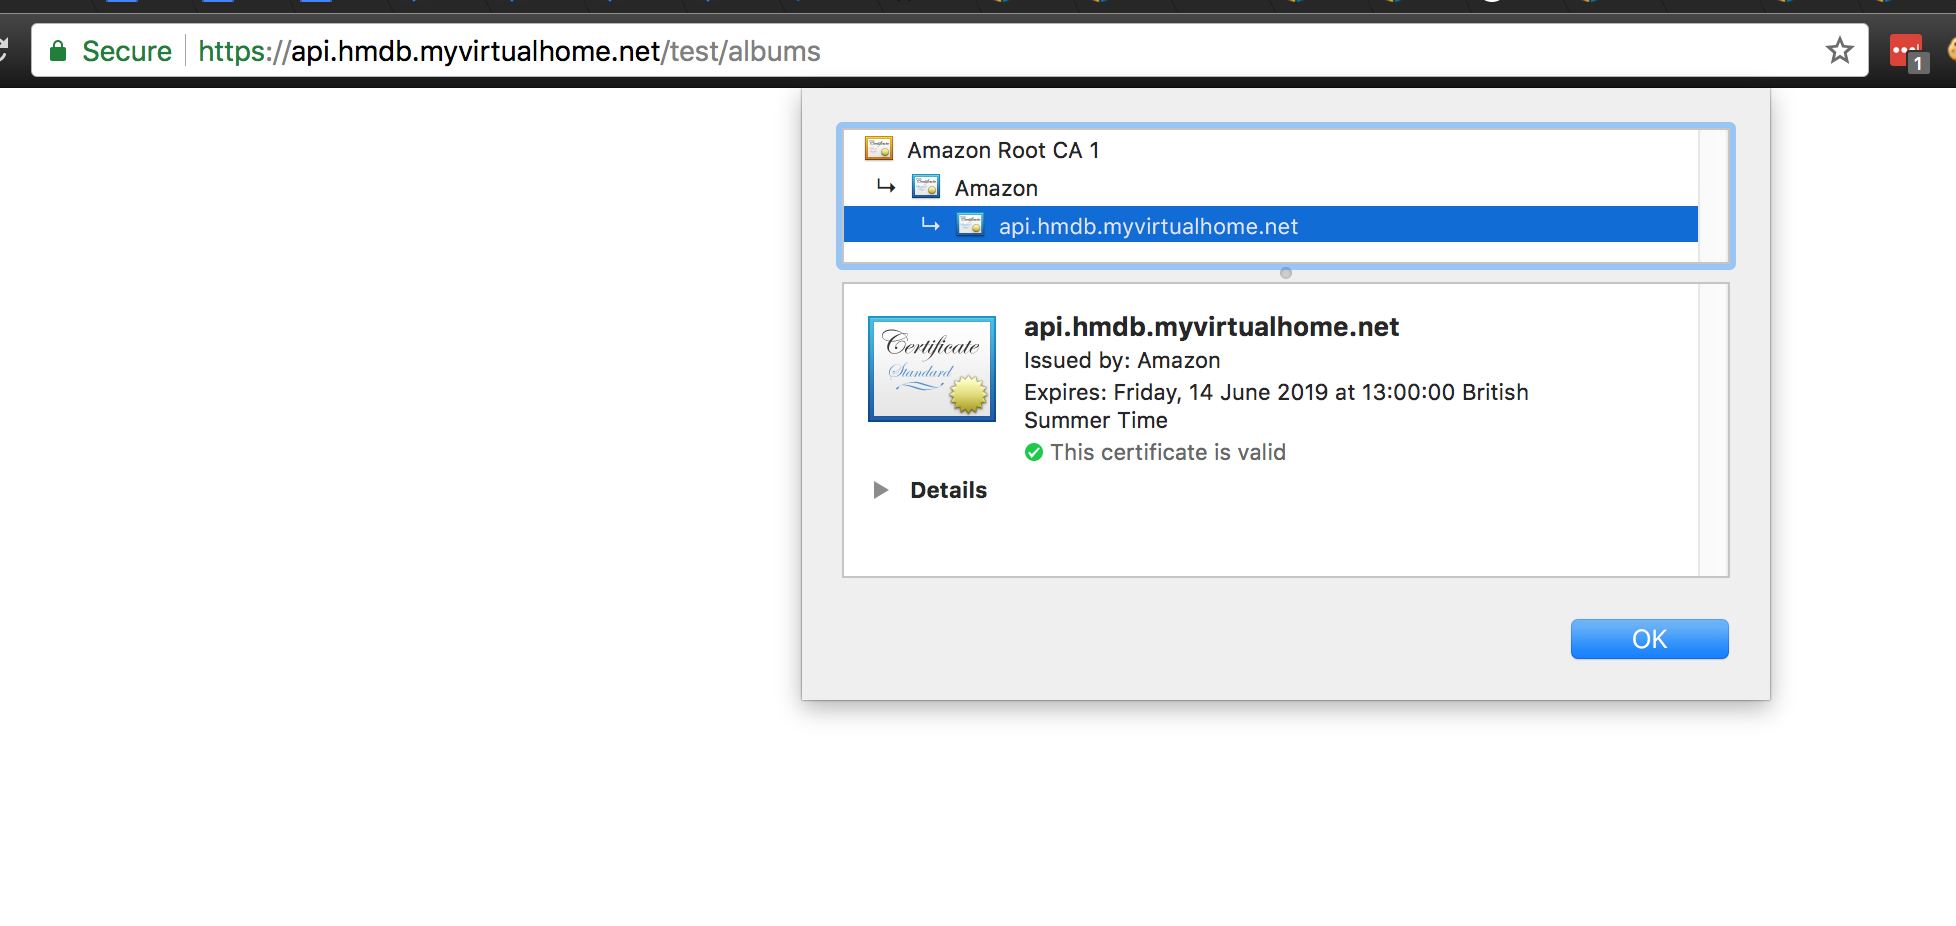 Secure https://api.hmdb.myvirtualhome.net/test/albums
1
Amazon Root CA 1
Amazon
api.hmdb.myvirtualhome.net
Certificate
Standard
api.hmdb.myvirtualhome.net
Issued by: Amazon
Expires: Friday, 14 June 2019 at 13:00:00 British
Summer Time
This certificate is valid
Details
OK